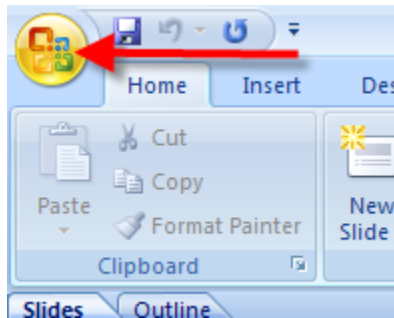 Home Insert Des
Cut
Copy
Paste
Format Painter
New
Slide
Clipboard
Slides Outline